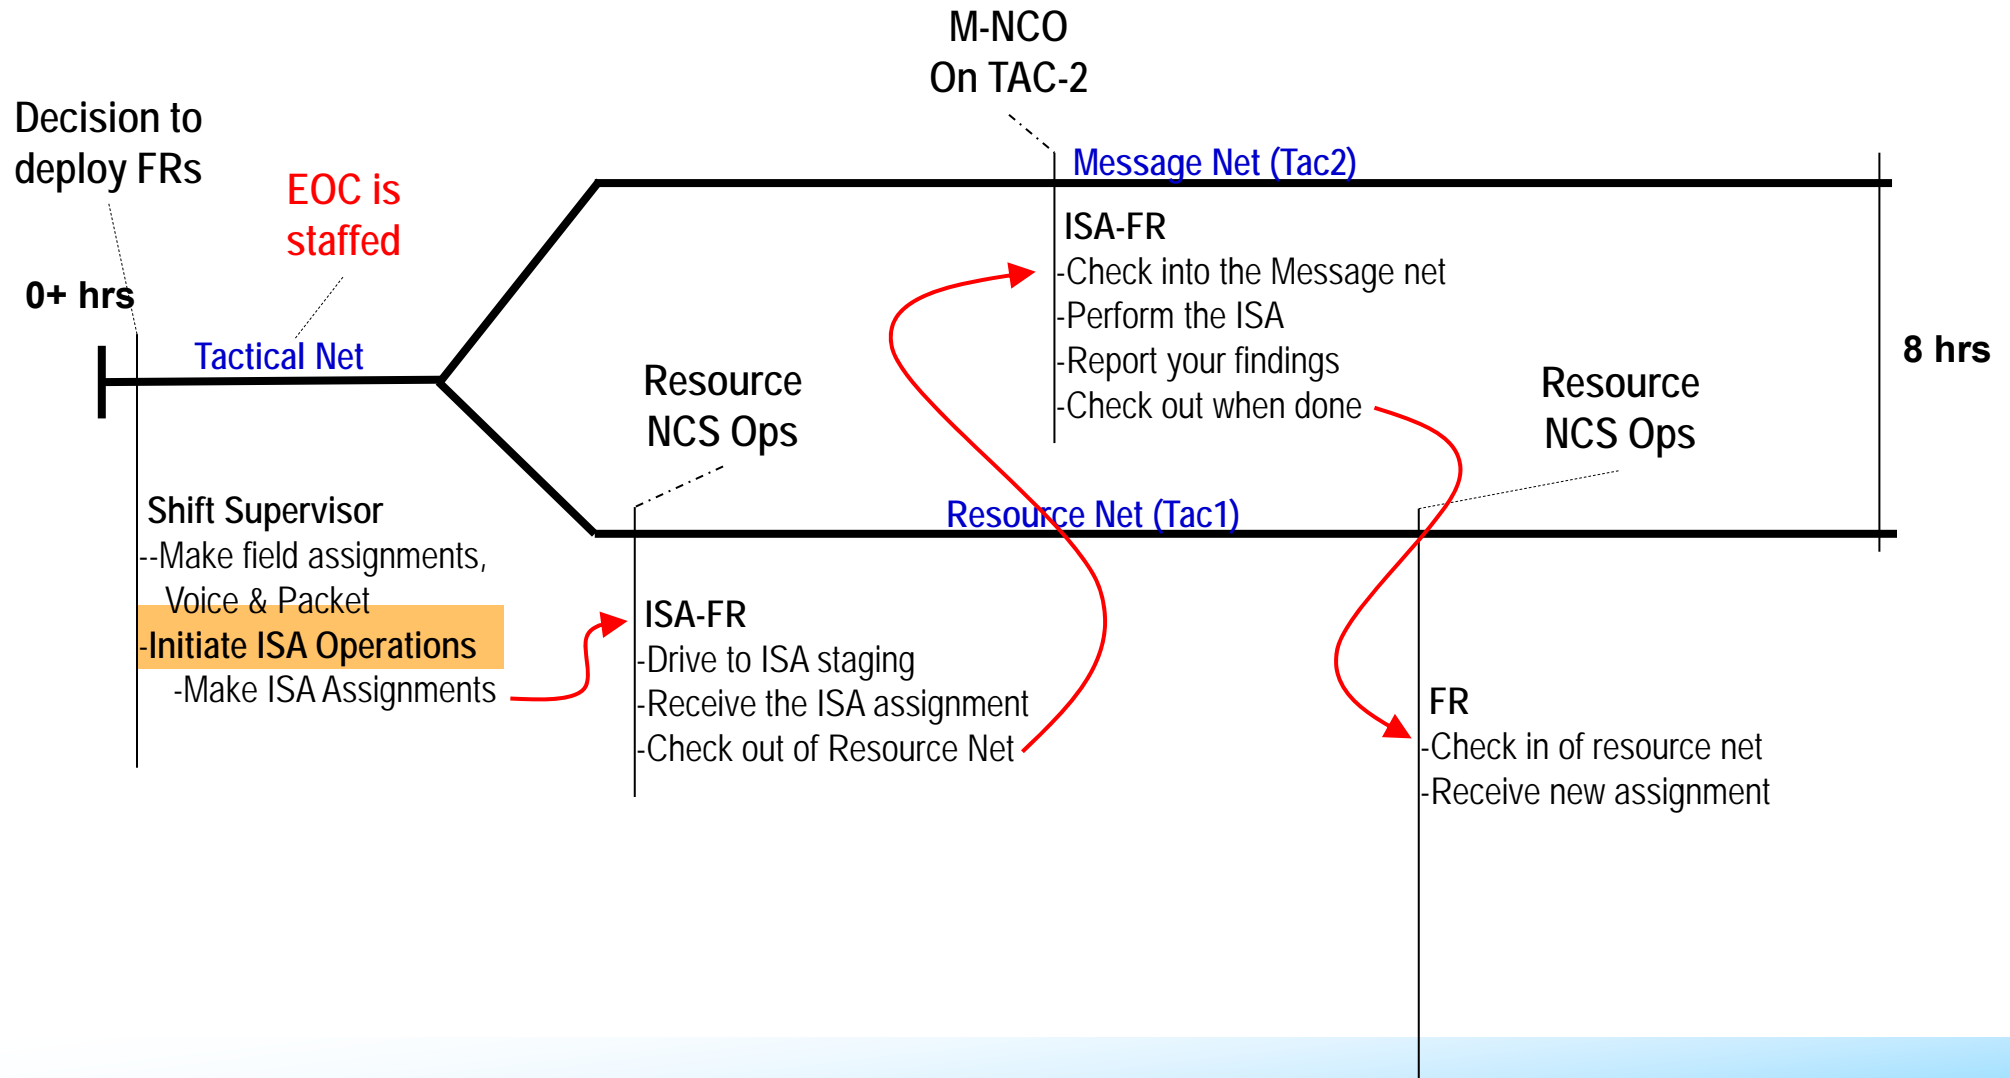 M-NCO
On TAC-2
Decision to
deploy FRs
EOC is
staffed
0+ hrs
Tactical Net
Message Net (Tac2)
ISA-FR
-Check into the Message net
-Perform the ISA
-Report your findings
-Check out when done
8 hrs
Resource
NCS Ops
Resource
NCS Ops
Resource Net (Tac1)
Shift Supervisor
--Make field assignments,
Voice & Packet
-Initiate ISA Operations
-Make ISA Assignments
ISA-FR
-Drive to ISA staging
-Receive the ISA assignment
-Check out of Resource Net
FR
-Check in of resource net
-Receive new assignment